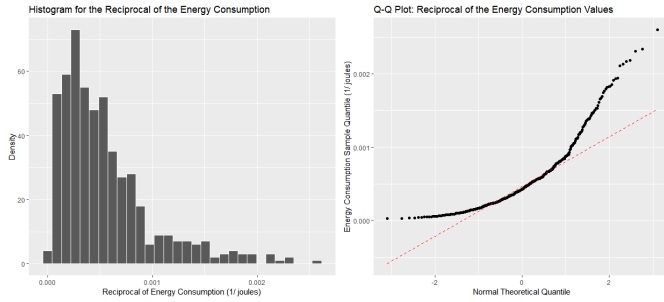 Histogram for the Reciprocal of the Energy Consumption
Density
60
40
20
0
0.000
0.001
0.002
Reciprocal of Energy Consumption (1/ joules)
Q-Q Plot: Reciprocal of the Energy Consumption Values
Energy Consumption Sample Quantile (1/ joules)
0.002
0.001
0.000
-2
0
2
Normal Theoretical Quantile